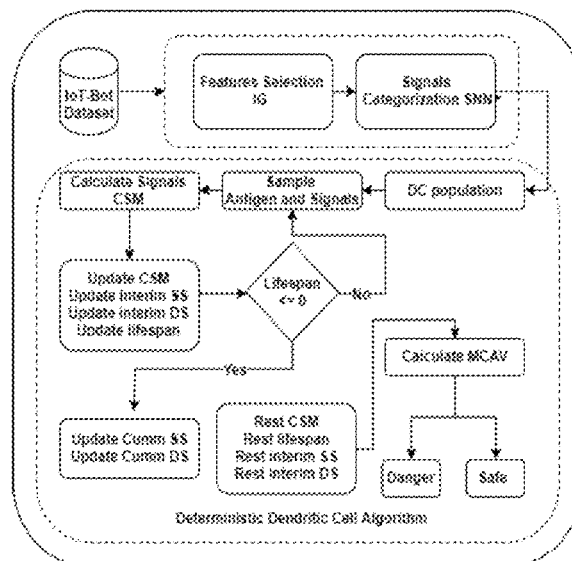 IoT-Bot
Dataset
Features Selection
IG
Signals
Categorization SNN
Calculate Signals
CSM
Sample
Antigen and Signals
DC population
Update CSM
Update Interim SS
Update interim DS
Update lifespan
Lifespan
<= 0
No
Yes
Calculate MCAV
Update Cumm SS
Update Cumm DS
Rest CSM
Rest lifespan
Rest interim SS
Rest interim DS
Danger
Safe
Deterministic Dendritic Cell Algorithm